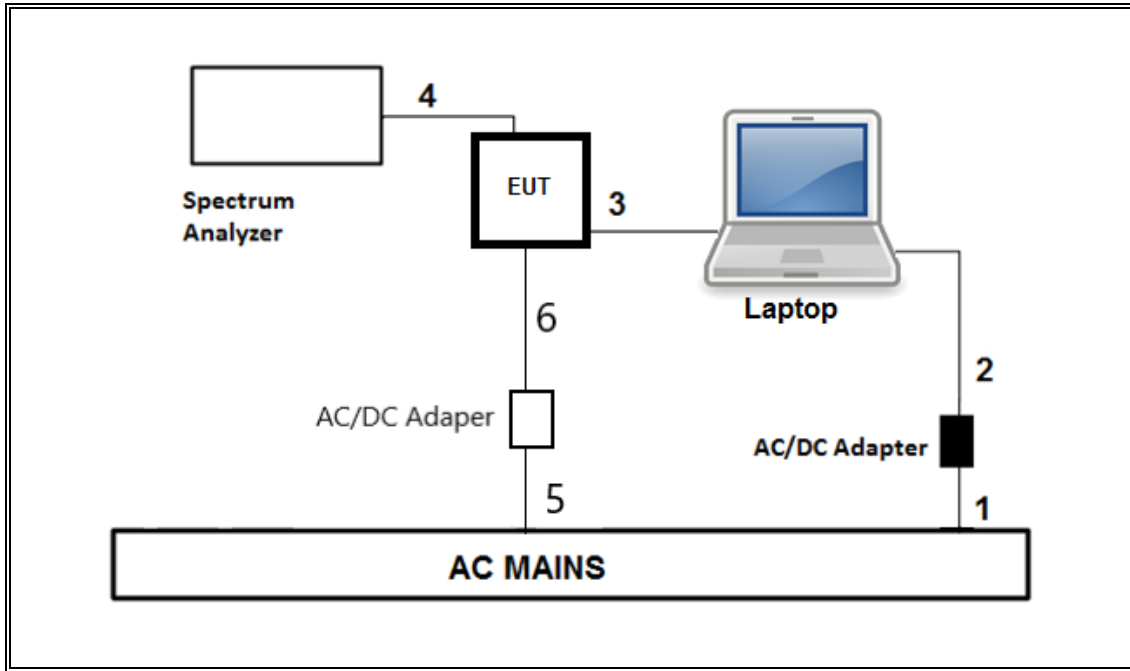 4
Spectrum
Analyzer
EUT
3
Laptop
6
2
AC/DC Adaper
AC/DC Adapter
5
1
AC MAINS